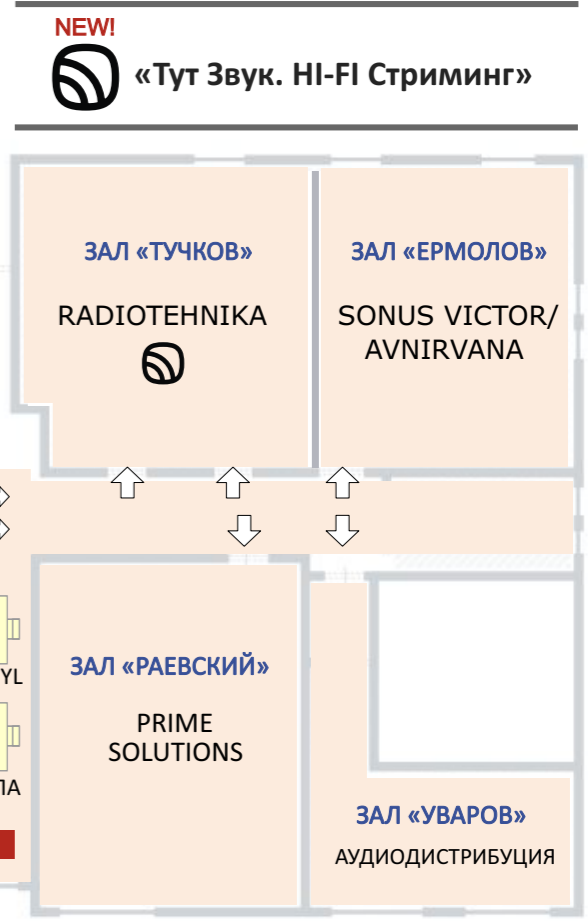 NEW!
«Тут Звук. HI-FI Стриминг»
ЗАЛ «ТУЧКОВ»
RADIOTEHNIKA
ЗАЛ «ЕРМОЛОВ»
SONUS VICTOR/
AVNIRVANA
YL
ЗАЛ «РАЕВСКИЙ»
PRIME
SOLUTIONS
ЗАЛ «УВАРОВ»
АУДИОДИСТРИБУЦИЯ